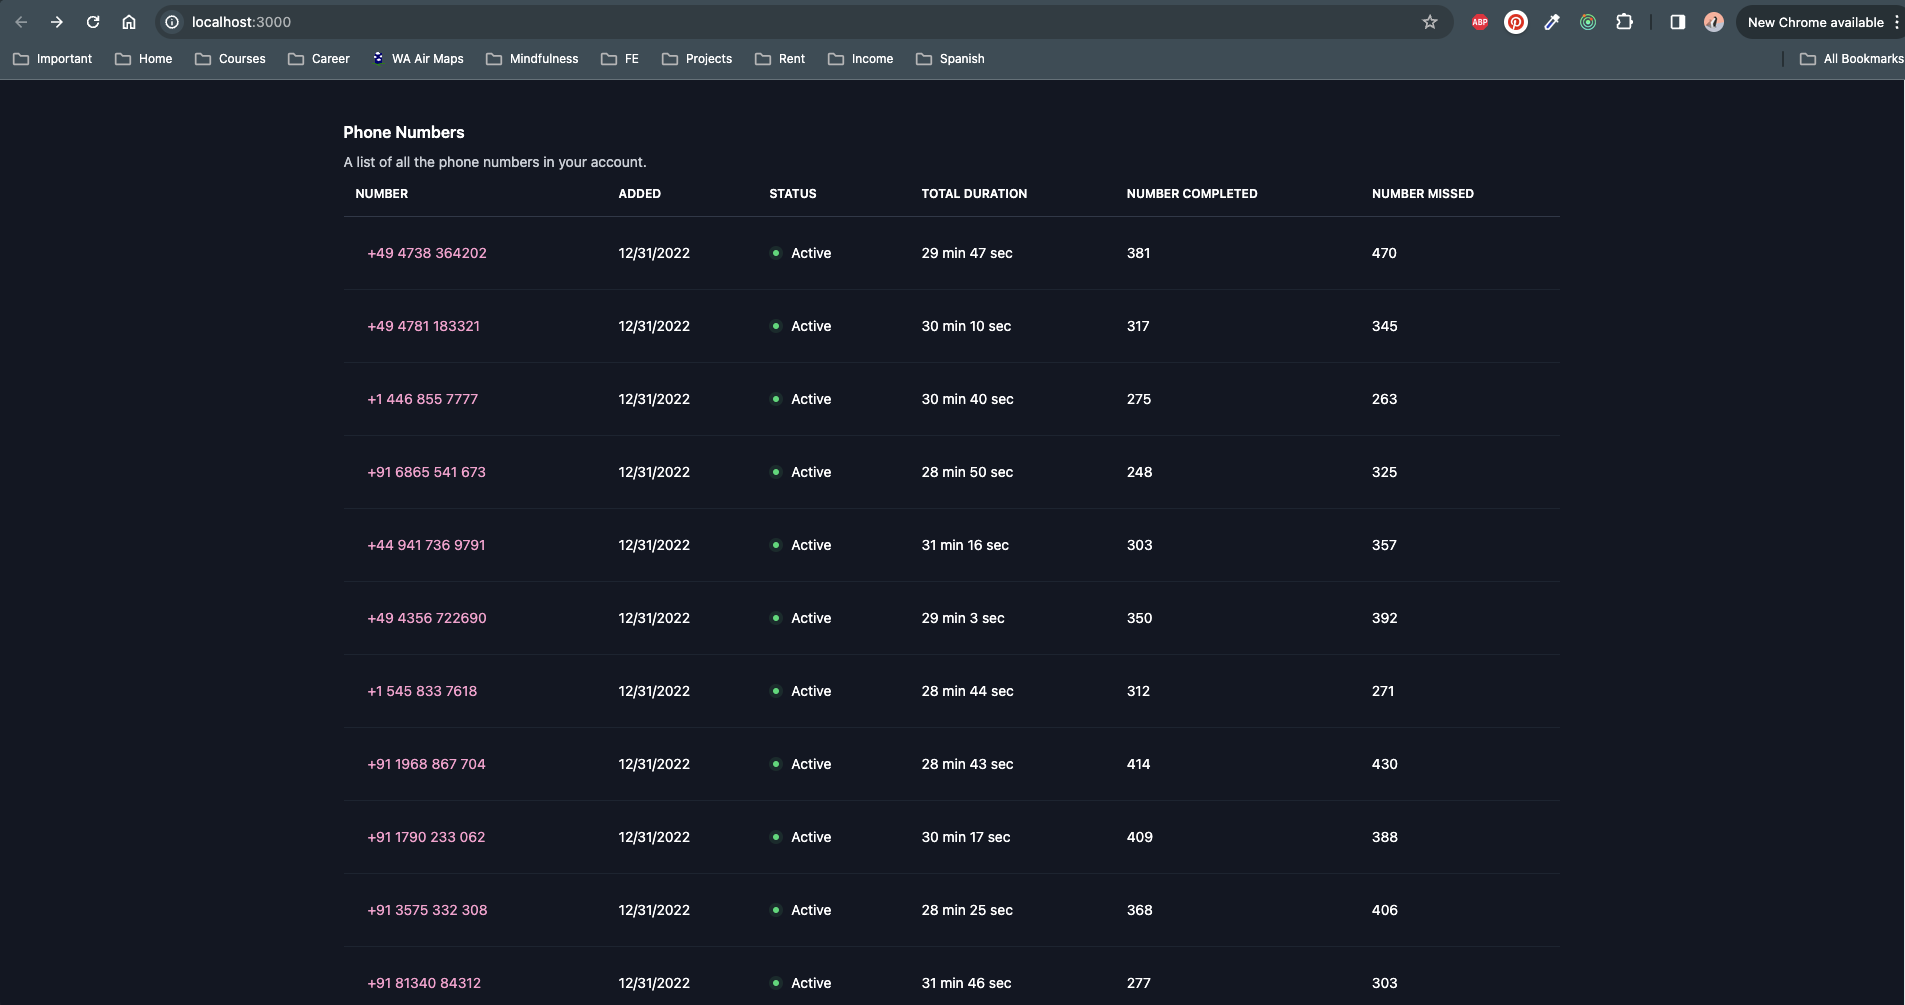 localhost:3000
ABP
New Chrome available
Important Home Courses Career WA Air Maps Mindfulness FE Projects Rent Income Spanish All Bookmarks
Phone Numbers
A list of all the phone numbers in your account.
NUMBER ADDED STATUS TOTAL DURATION NUMBER COMPLETED NUMBER MISSED
+49 4738 364202 12/31/2022 Active 29 min 47 sec 381 470
+49 4781 183321 12/31/2022 Active 30 min 10 sec 317 345
+1 446 855 7777 12/31/2022 Active 30 min 40 sec 275 263
+91 6865 541 673 12/31/2022 Active 28 min 50 sec 248 325
+44 941 736 9791 12/31/2022 Active 31 min 16 sec 303 357
+49 4356 722690 12/31/2022 Active 29 min 3 sec 350 392
+1 545 833 7618 12/31/2022 Active 28 min 44 sec 312 271
+91 1968 867 704 12/31/2022 Active 28 min 43 sec 414 430
+91 1790 233 062 12/31/2022 Active 30 min 17 sec 409 388
+91 3575 332 308 12/31/2022 Active 28 min 25 sec 368 406
+91 81340 84312 12/31/2022 Active 31 min 46 sec 277 303